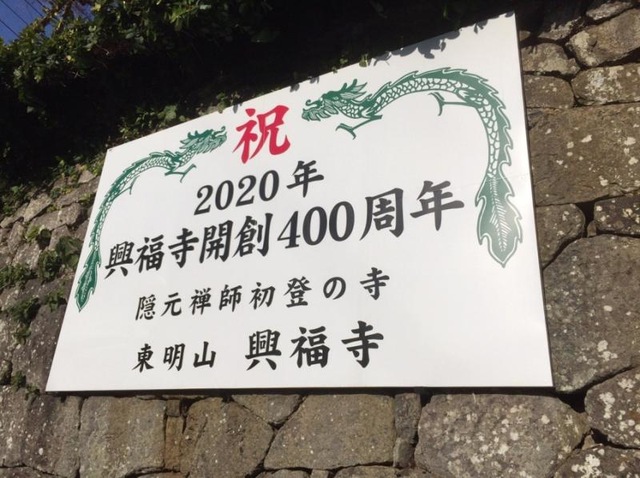 祝
2020年
興福寺開創400周年
隠元禅師初登の寺
東明山 興福寺